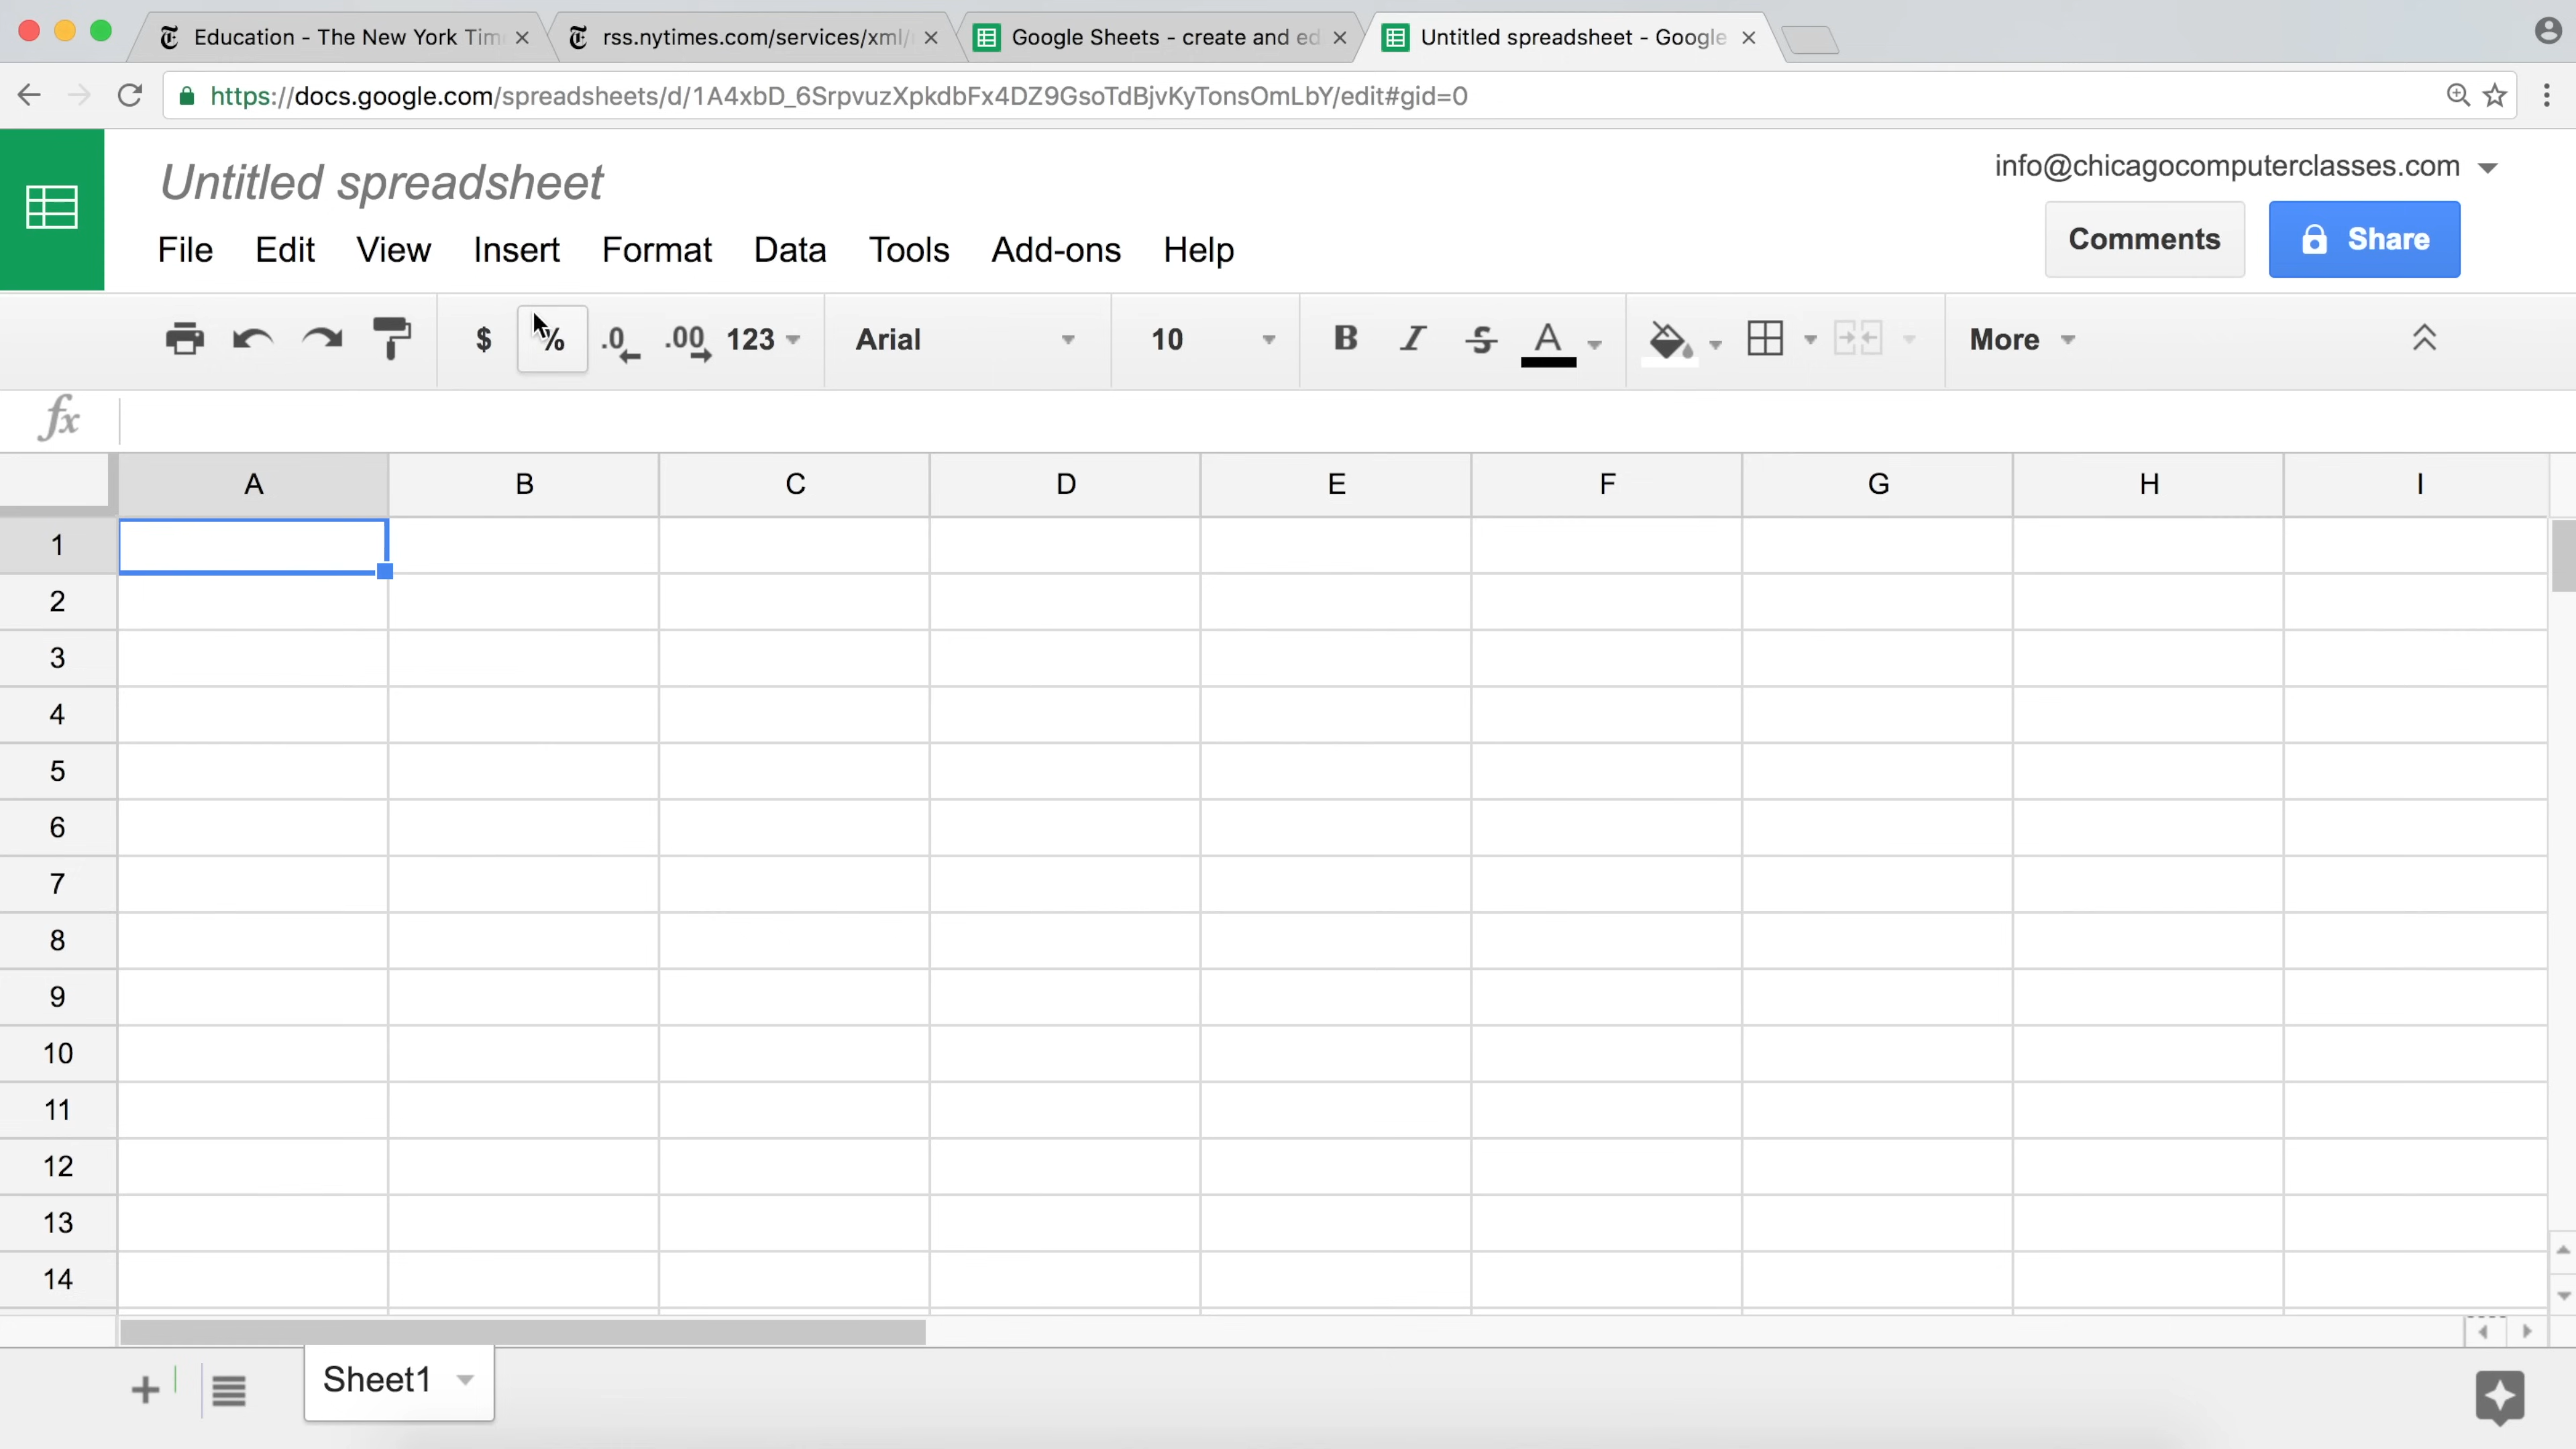 Education - The New York Tim
rss.nytimes.com/services/xml/
Google Sheets - create and ed
Untitled spreadsheet - Google
https://docs.google.com/spreadsheets/d/1A4xbD_6SrpvuzXpkdbFx4DZ9GsoTdBjvKyTonsOmLbY/edit#gid=0
Untitled spreadsheet
info@chicagocomputerclasses.com
File Edit View Insert Format Data Tools Add-ons Help
Comments Share
$ % .0 .00 123 Arial 10 B I S A More
fx
A B C D E F G H I
1
2
3
4
5
6
7
8
9
10
11
12
13
14
Sheet1